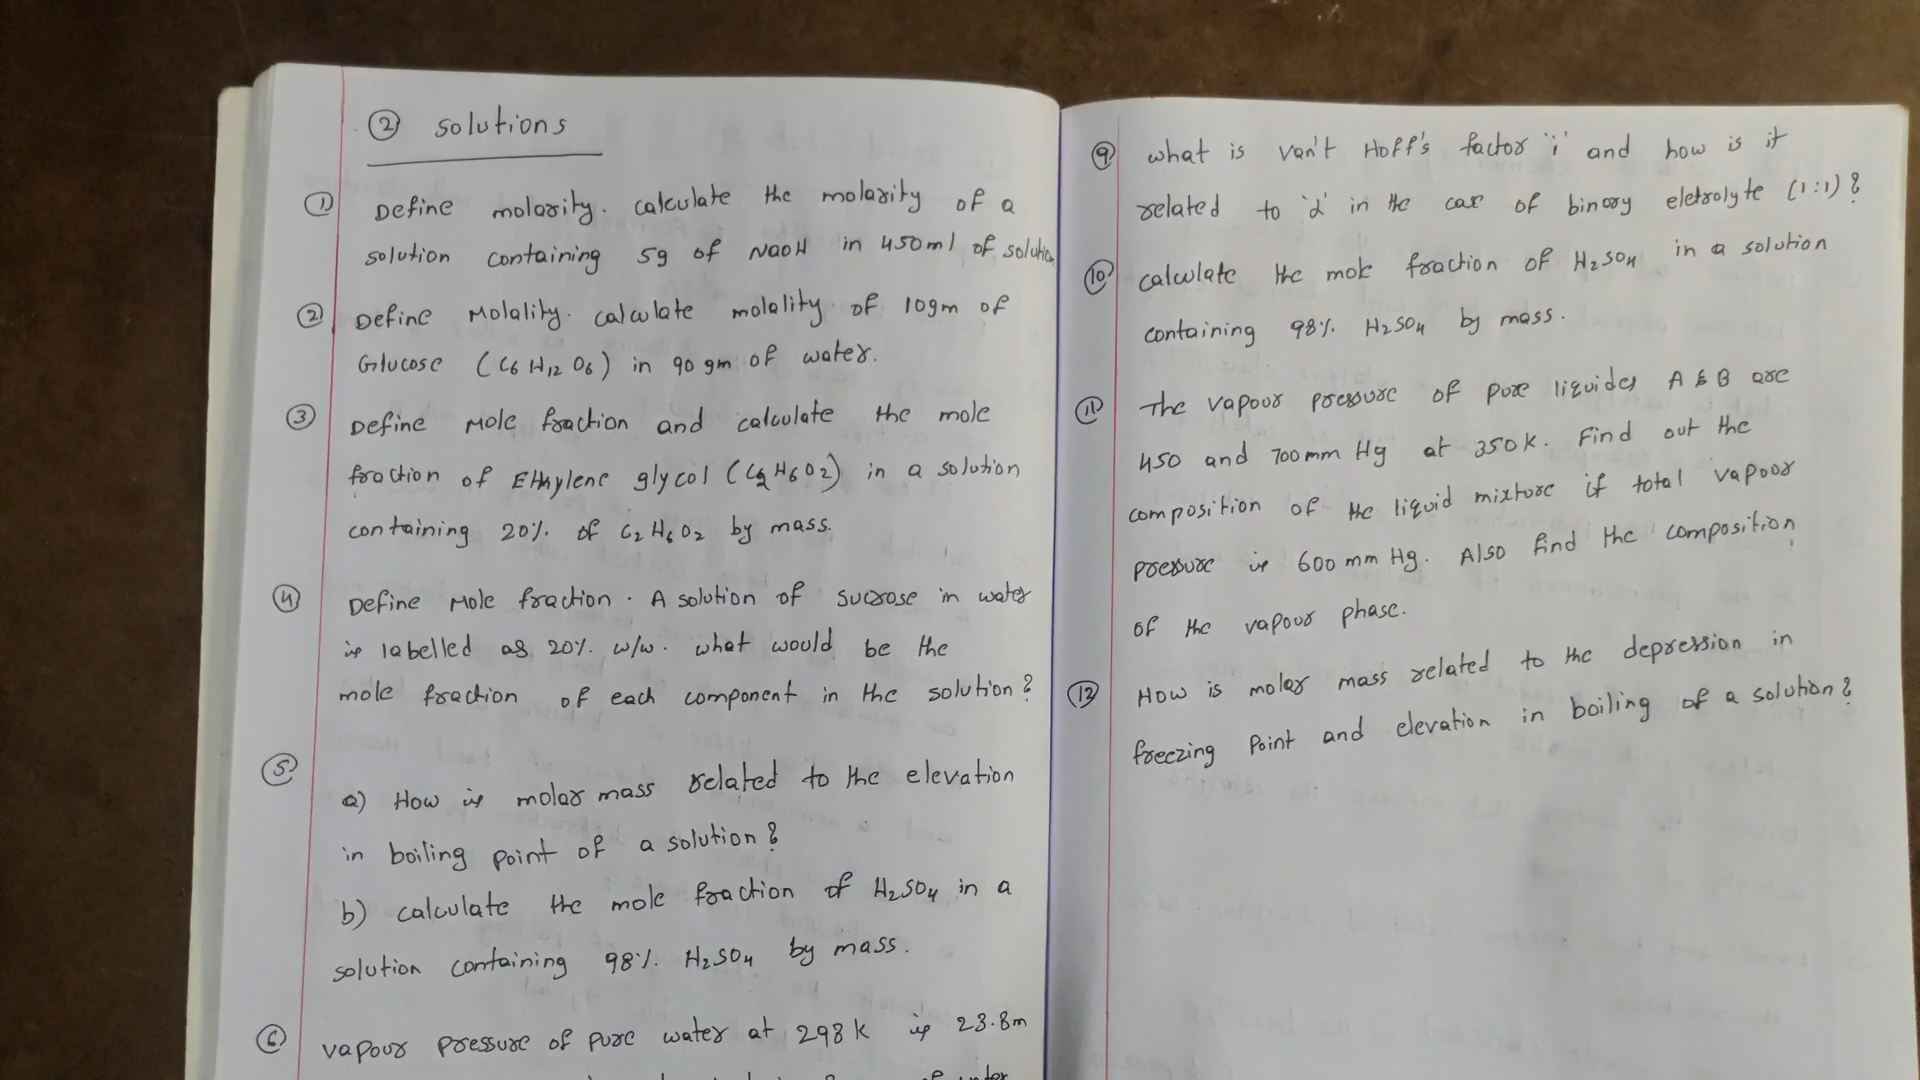 ② solutions
① Define molarity. calculate the molarity of a
solution containing 5g of NaOH in 450ml of solution
② Define Molality. calculate molality of 10gm of
Glucose (C6 H12 O6) in 90 gm of water.
③ Define Mole fraction and calculate the mole
fraction of Ethylene glycol (C2H6O2) in a solution
containing 20% of C2H6O2 by mass.
④ Define Mole fraction. A solution of sucrose in water
is labelled as 20% w/w. what would be the
mole fraction of each component in the solution?
⑤ a) How is molar mass related to the elevation
in boiling point of a solution?
b) calculate the mole fraction of H2SO4 in a
solution containing 98% H2SO4 by mass.
⑥ vapour pressure of pure water at 298k is 23.8m
of water
⑨ what is van't Hoff's factor 'i' and how is it
related to 'α' in the case of binary eletrolyte (1:1)?
⑩ calculate the mole fraction of H2SO4 in a solution
containing 98% H2SO4 by mass.
⑪ The vapour pressure of pure liquides A & B are
450 and 700mm Hg at 350k. Find out the
composition of the liquid mixture if total vapour
pressure is 600 mm Hg. Also find the composition
of the vapour phase.
⑫ How is molar mass related to the depression in
freezing Point and elevation in boiling of a solution?